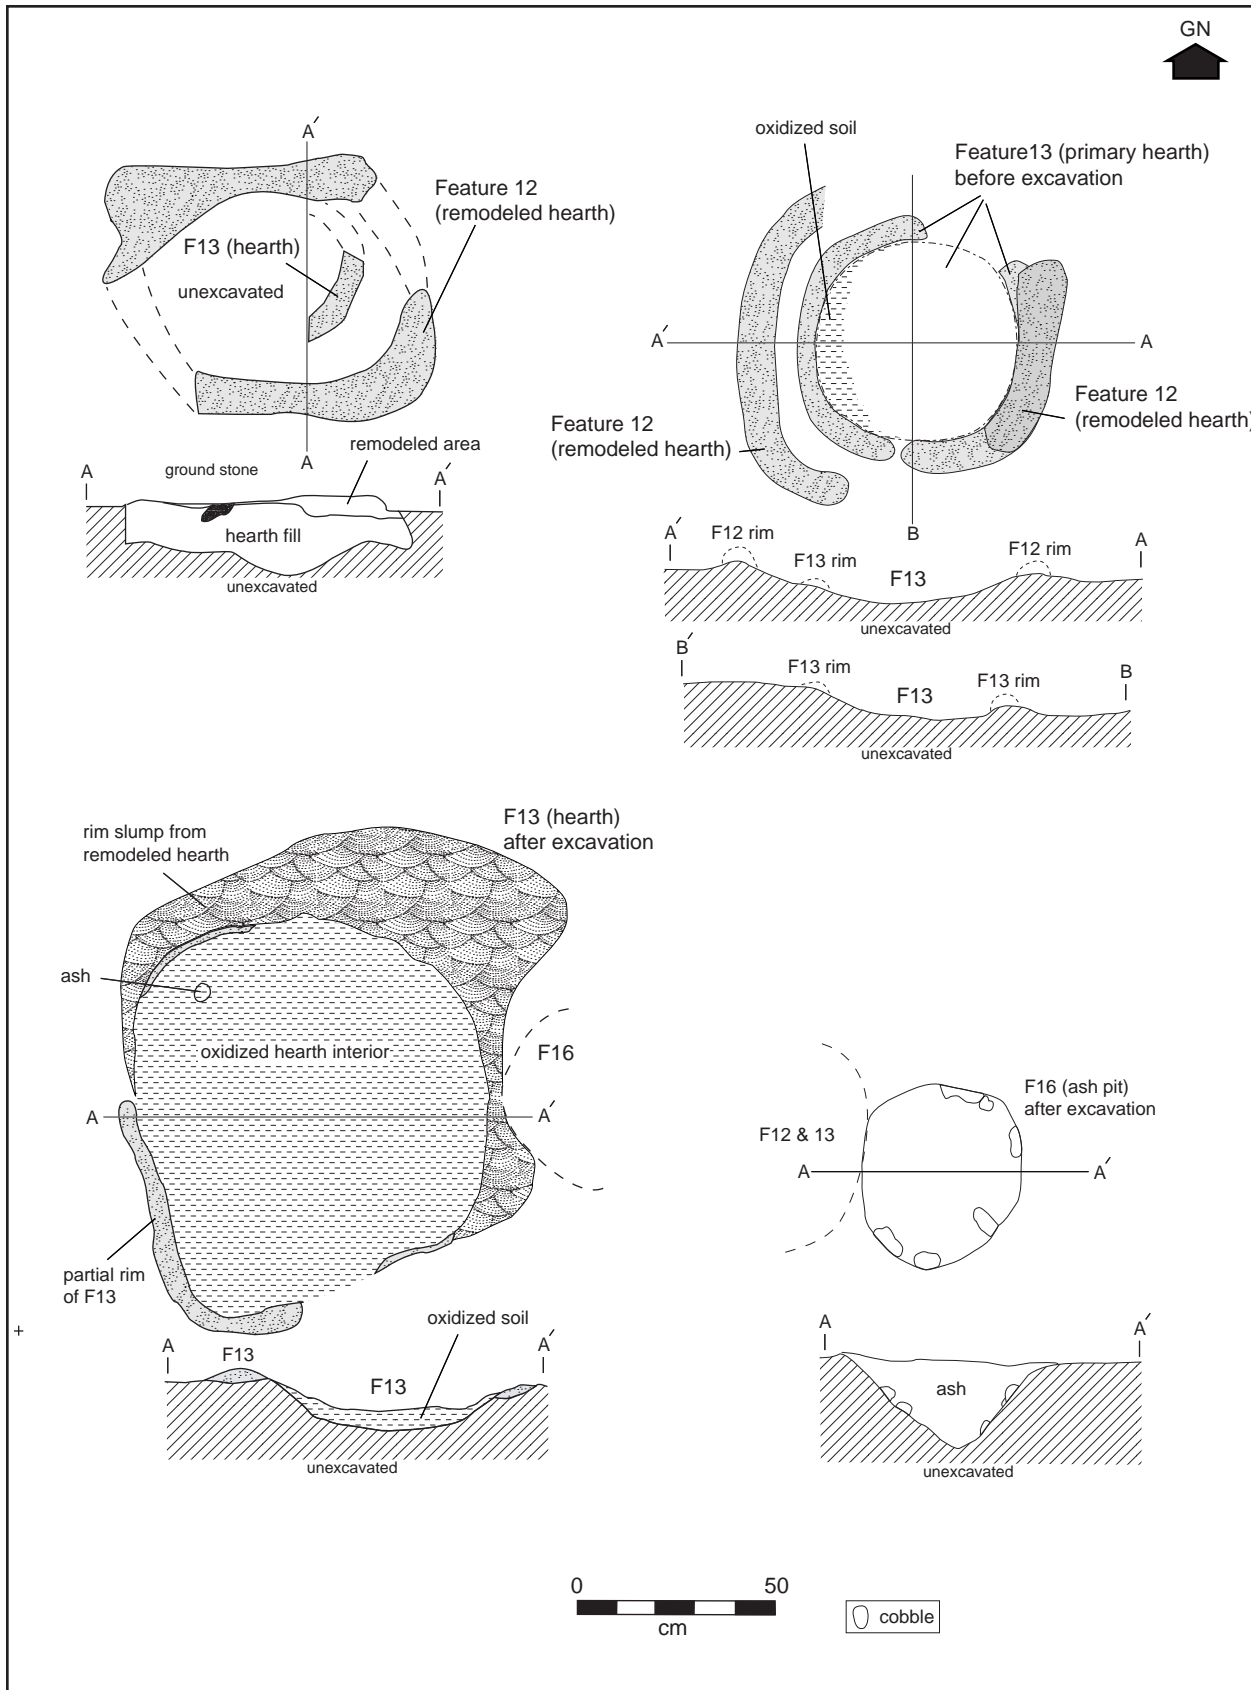 GN
A′
Feature 12
(remodeled hearth)
F13 (hearth)
unexcavated
A
remodeled area
ground stone
A
A′
hearth fill
unexcavated
oxidized soil
Feature13 (primary hearth)
before excavation
A′
A
Feature 12
(remodeled hearth)
Feature 12
(remodeled hearth)
B
A′
F12 rim
F13 rim
F13
F12 rim
A
unexcavated
B′
F13 rim
F13
F13 rim
B
unexcavated
F13 (hearth)
after excavation
rim slump from
remodeled hearth
ash
oxidized hearth interior
F16
A
A′
partial rim
of F13
oxidized soil
A
F13
F13
A′
unexcavated
F16 (ash pit)
after excavation
F12 & 13
A
A′
A
A′
ash
unexcavated
+
0 50
cm
cobble